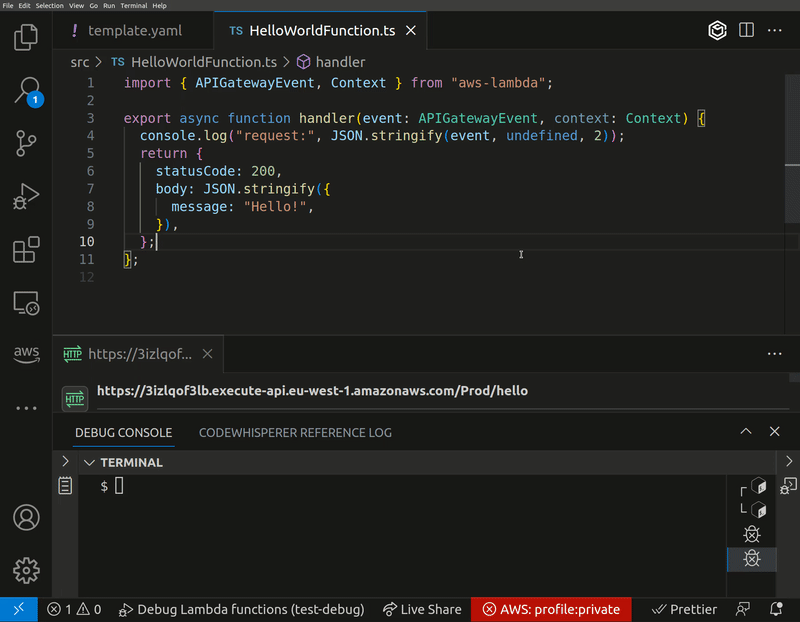 File Edit Selection View Go Run Terminal Help
! template.yaml
TS HelloWorldFunction.ts
src > TS HelloWorldFunction.ts > handler
1 import { APIGatewayEvent, Context } from "aws-lambda";
2
3 export async function handler(event: APIGatewayEvent, context: Context) {
4 console.log("request:", JSON.stringify(event, undefined, 2));
5 return {
6 statusCode: 200,
7 body: JSON.stringify({
8 message: "Hello!",
9 }),
10 };
11 };
12
1
aws
HTTP https://3izlqof...
HTTP https://3izlqof3lb.execute-api.eu-west-1.amazonaws.com/Prod/hello
DEBUG CONSOLE CODEWHISPERER REFERENCE LOG
TERMINAL
$
1 0 Debug Lambda functions (test-debug) Live Share AWS: profile:private Prettier